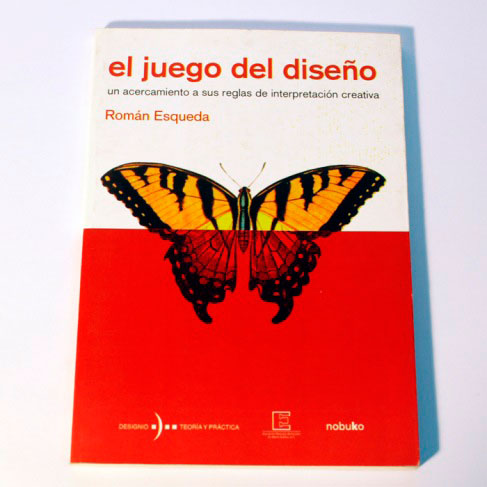 el juego del diseño
un acercamiento a sus reglas de interpretación creativa
Román Esqueda
DESIGNIO TEORÍA Y PRÁCTICA
E
nobuko